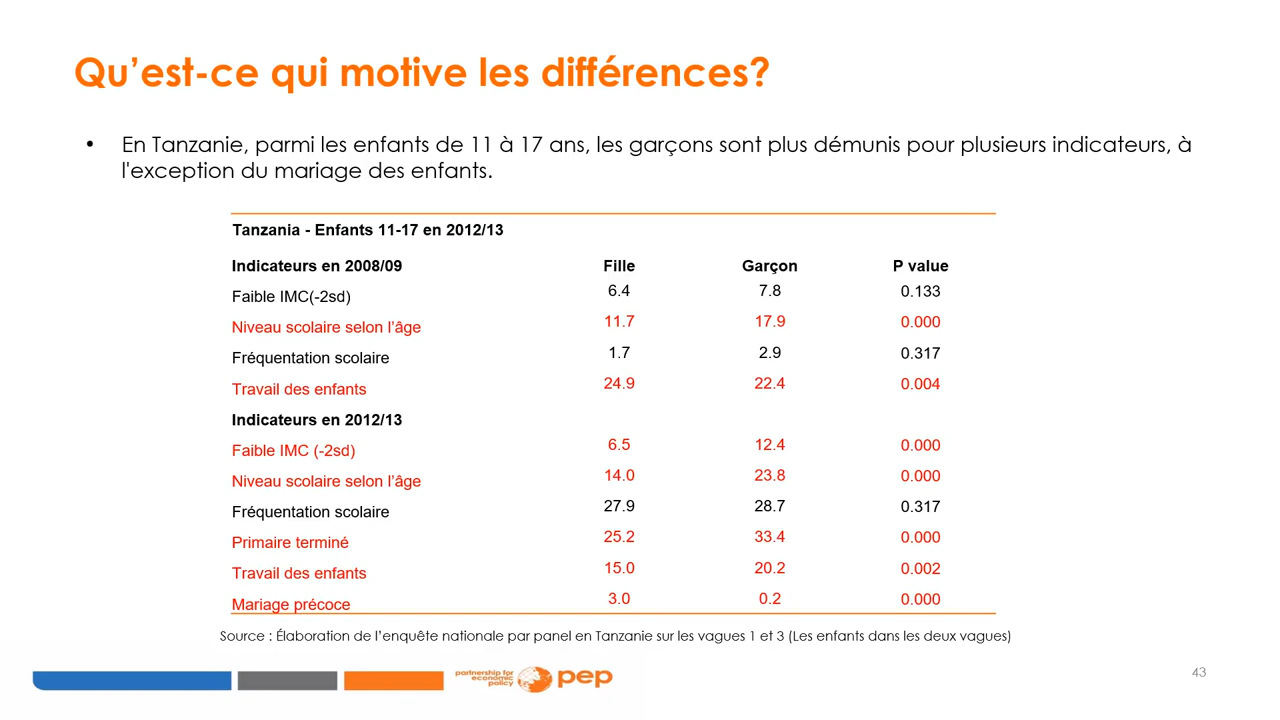 Qu’est-ce qui motive les différences?
• En Tanzanie, parmi les enfants de 11 à 17 ans, les garçons sont plus démunis pour plusieurs indicateurs, à
l'exception du mariage des enfants.
Tanzania - Enfants 11-17 en 2012/13
Indicateurs en 2008/09 Fille Garçon P value
Faible IMC(-2sd) 6.4 7.8 0.133
Niveau scolaire selon l’âge 11.7 17.9 0.000
Fréquentation scolaire 1.7 2.9 0.317
Travail des enfants 24.9 22.4 0.004
Indicateurs en 2012/13
Faible IMC (-2sd) 6.5 12.4 0.000
Niveau scolaire selon l’âge 14.0 23.8 0.000
Fréquentation scolaire 27.9 28.7 0.317
Primaire terminé 25.2 33.4 0.000
Travail des enfants 15.0 20.2 0.002
Mariage précoce 3.0 0.2 0.000
Source : Élaboration de l’enquête nationale par panel en Tanzanie sur les vagues 1 et 3 (Les enfants dans les deux vagues)
partnership for
economic
policy
pep
43